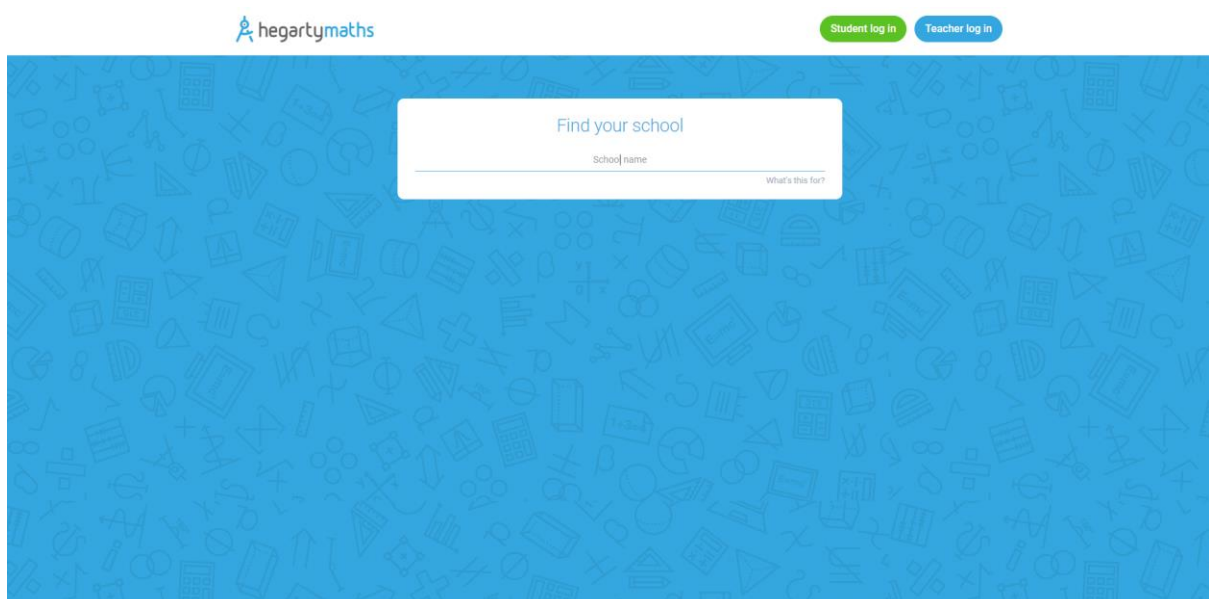 hegartymaths
Student log in
Teacher log in
Find your school
School name
What's this for?